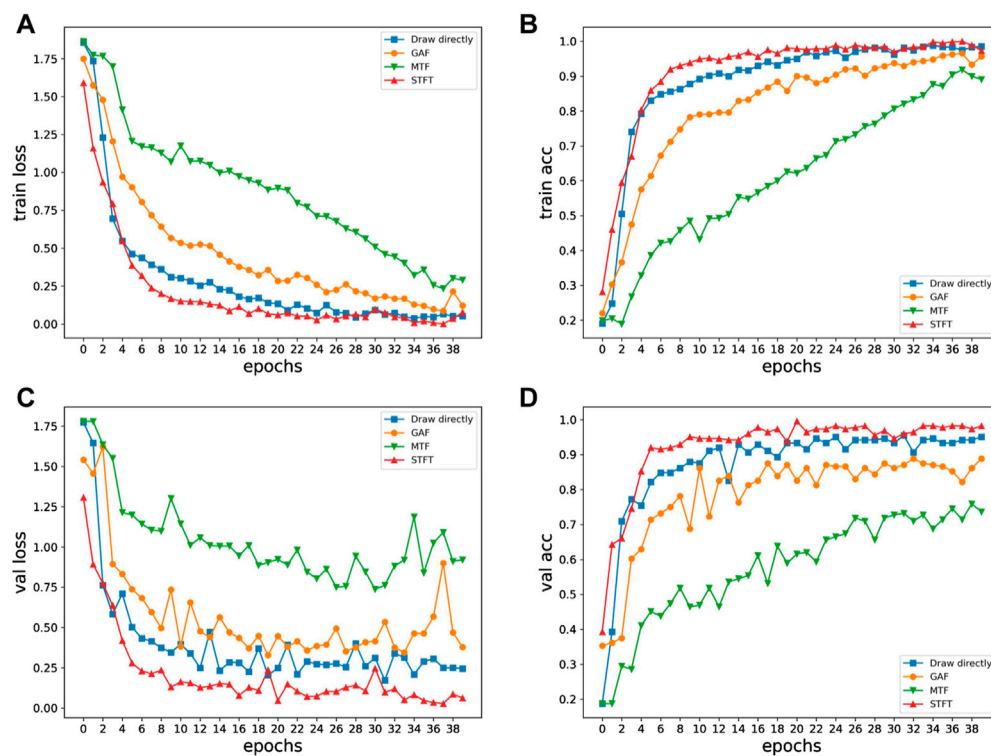 A
B
train loss
1.75
1.50
1.25
1.00
0.75
0.50
0.25
0.00
0 2 4 6 8 10 12 14 16 18 20 22 24 26 28 30 32 34 36 38
epochs
Draw directly
GAF
MTF
STFT
train acc
1.0
0.9
0.8
0.7
0.6
0.5
0.4
0.3
0.2
0 2 4 6 8 10 12 14 16 18 20 22 24 26 28 30 32 34 36 38
epochs
Draw directly
GAF
MTF
STFT
C
D
val loss
1.75
1.50
1.25
1.00
0.75
0.50
0.25
0.00
0 2 4 6 8 10 12 14 16 18 20 22 24 26 28 30 32 34 36 38
epochs
Draw directly
GAF
MTF
STFT
val acc
1.0
0.9
0.8
0.7
0.6
0.5
0.4
0.3
0.2
0 2 4 6 8 10 12 14 16 18 20 22 24 26 28 30 32 34 36 38
epochs
Draw directly
GAF
MTF
STFT